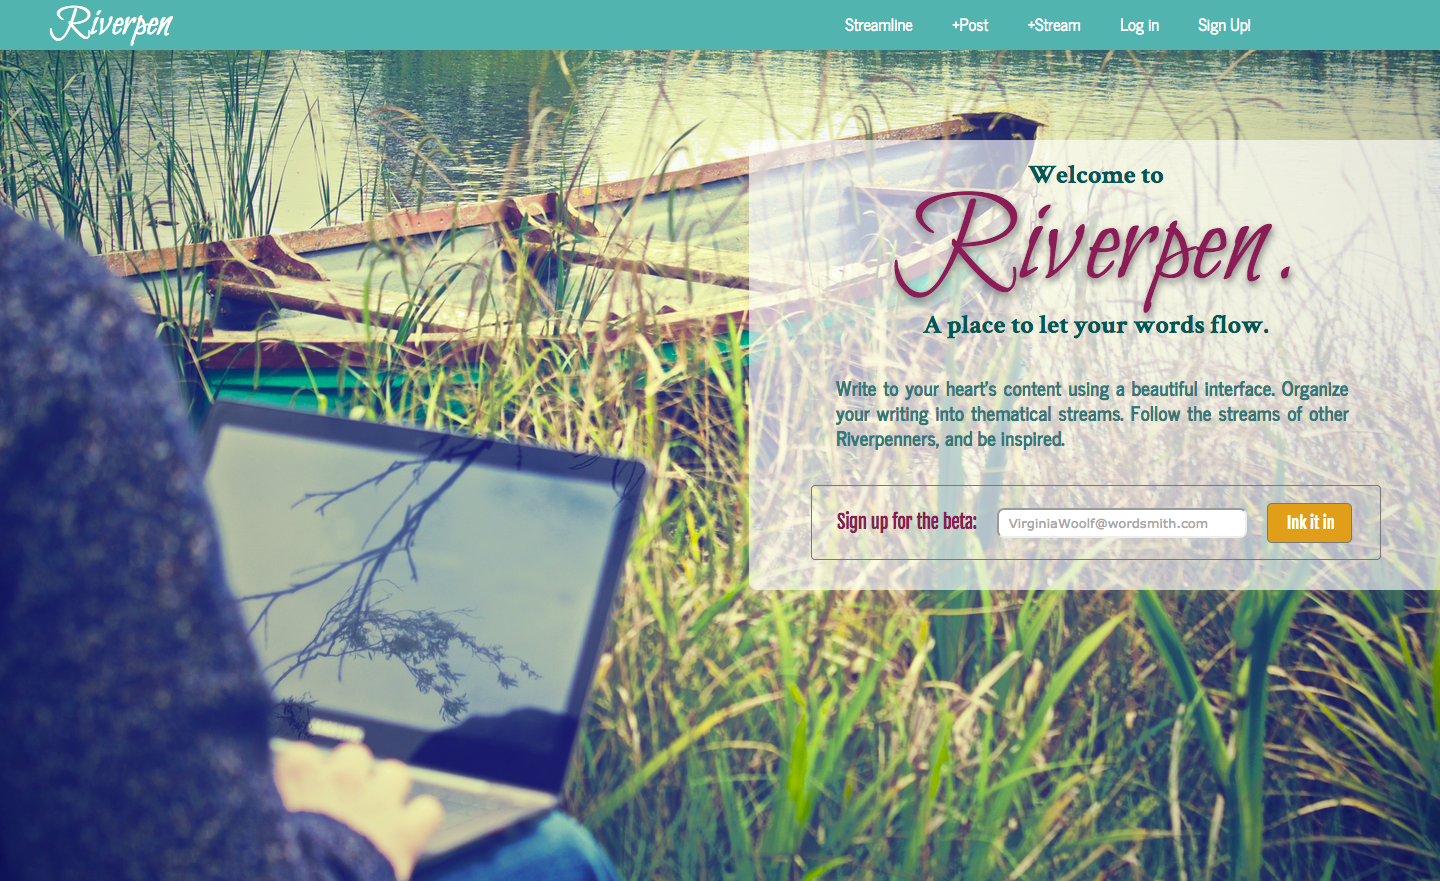 Riverpen
Streamline +Post +Stream Log in Sign Up!
Welcome to
Riverpen.
A place to let your words flow.
Write to your heart's content using a beautiful interface. Organize
your writing into thematical streams. Follow the streams of other
Riverpenners, and be inspired.
Sign up for the beta: VirginiaWoolf@wordsmith.com Ink it in